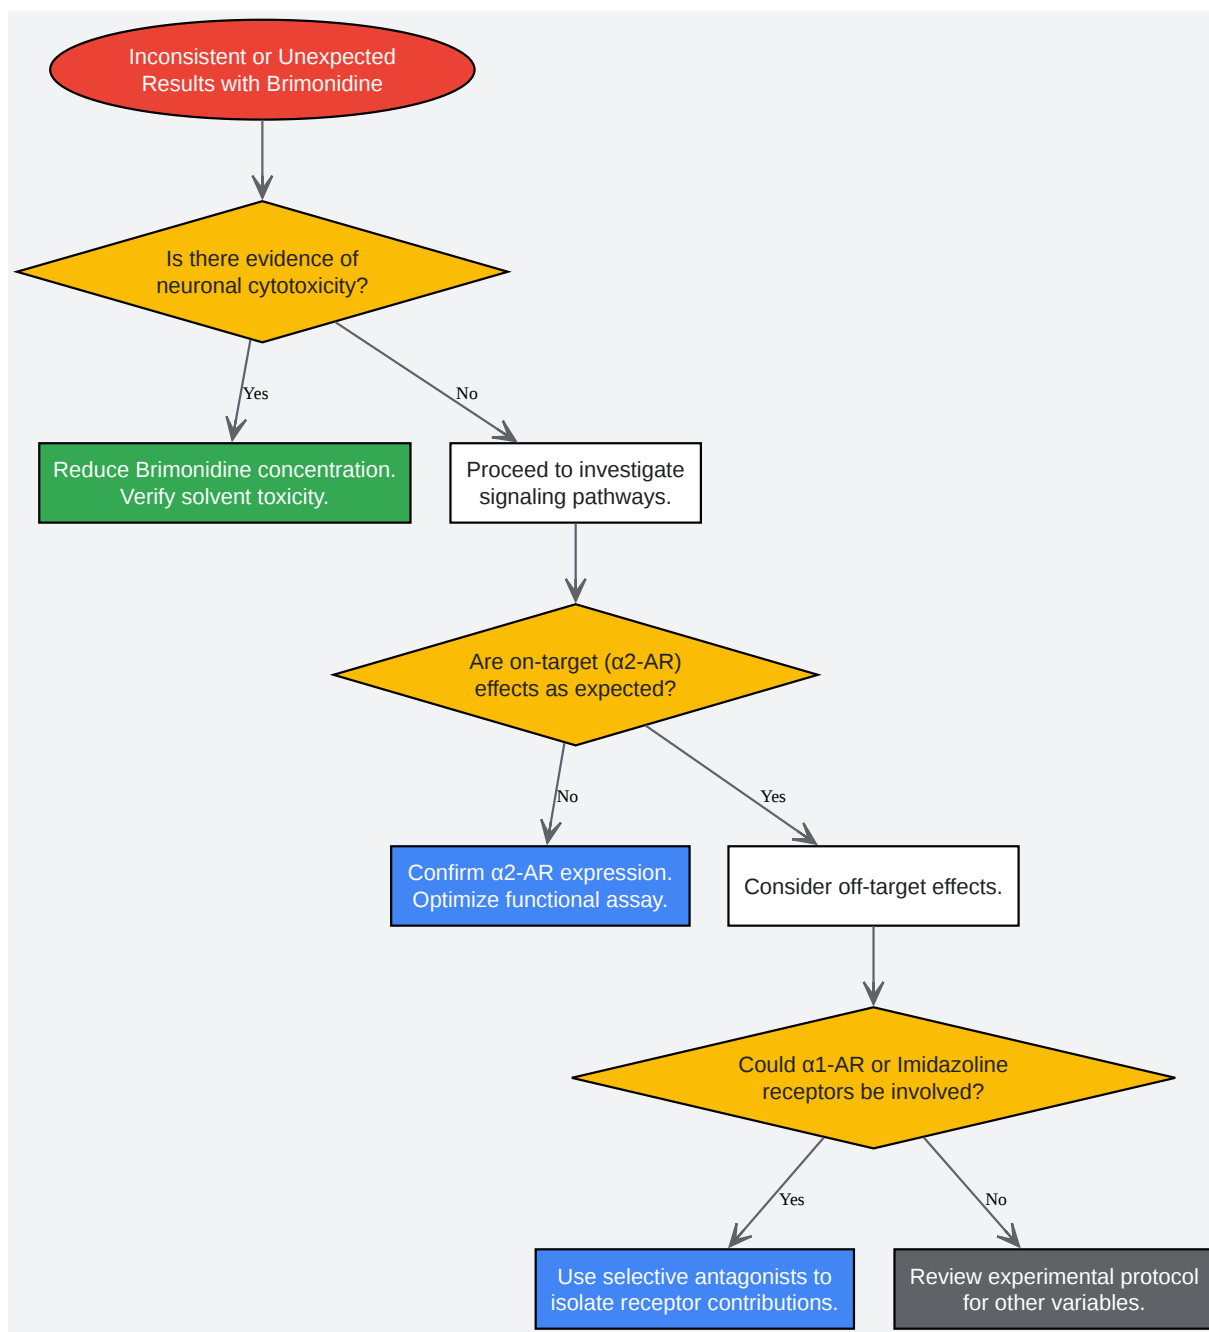 Inconsistent or Unexpected
Results with Brimonidine
Is there evidence of
neuronal cytotoxicity?
Yes
No
Reduce Brimonidine concentration.
Verify solvent toxicity.
Proceed to investigate
signaling pathways.
Are on-target (α2-AR)
effects as expected?
No
Yes
Confirm α2-AR expression.
Optimize functional assay.
Consider off-target effects.
Could α1-AR or Imidazoline
receptors be involved?
Yes
No
Use selective antagonists to
isolate receptor contributions.
Review experimental protocol
for other variables.